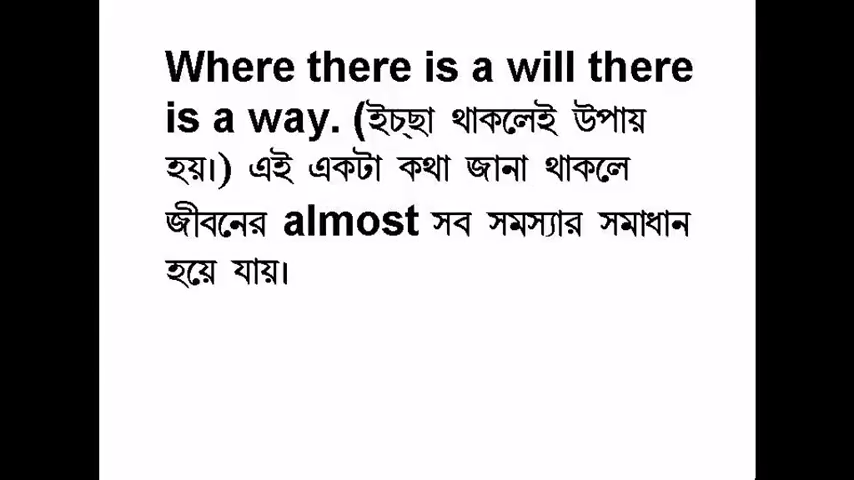 Where there is a will there
is a way. (ইচ্ছা থাকলেই উপায়
হয়।) এই একটা কথা জানা থাকলে
জীবনের almost সব সমস্যার সমাধান
হয়ে যায়।